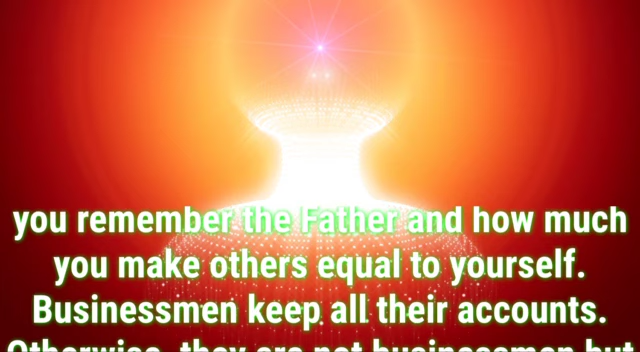 you remember the Father and how much
you make others equal to yourself.
Businessmen keep all their accounts.
Otherwise, they are not businessmen but